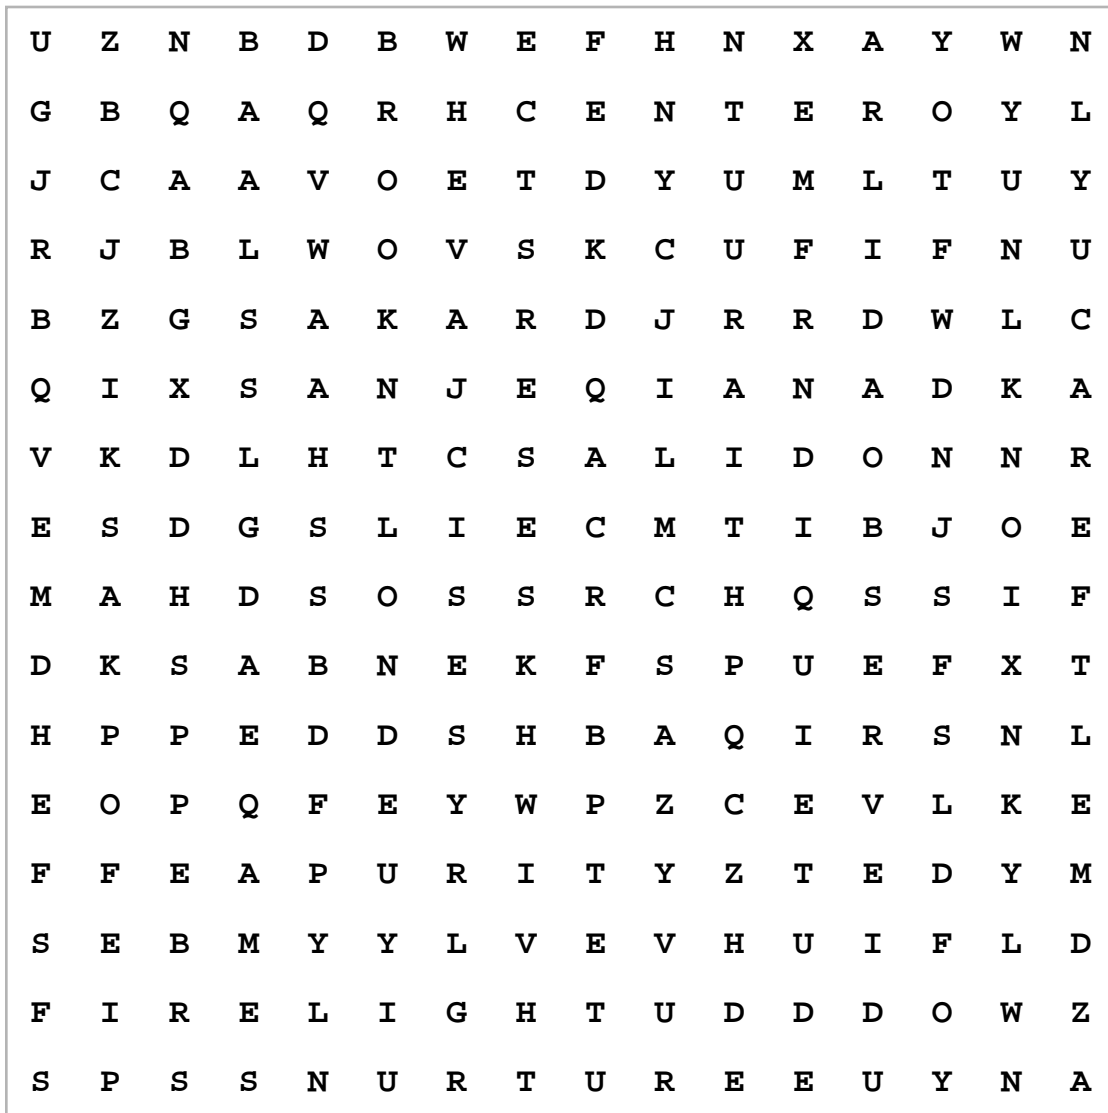 U Z N B D B W E F H N X A Y W N
G B Q A Q R H C E N T E R O Y L
J C A A V O E T D Y U M L T U Y
R J B L W O V S K C U F I F N U
B Z G S A K A R D J R R D W L C
Q I X S A N J E Q I A N A D K A
V K D L H T C S A L I D O N N R
E S D G S L I E C M T I B J O E
M A H D S O S S R C H Q S S I F
D K S A B N E K F S P U E F X T
H P P E D D S H B A Q I R S N L
E O P Q F E Y W P Z C E V L K E
F F E A P U R I T Y Z T E D Y M
S E B M Y Y L V E V H U I F L D
F I R E L I G H T U D D D O W Z
S P S S N U R T U R E E U Y N A